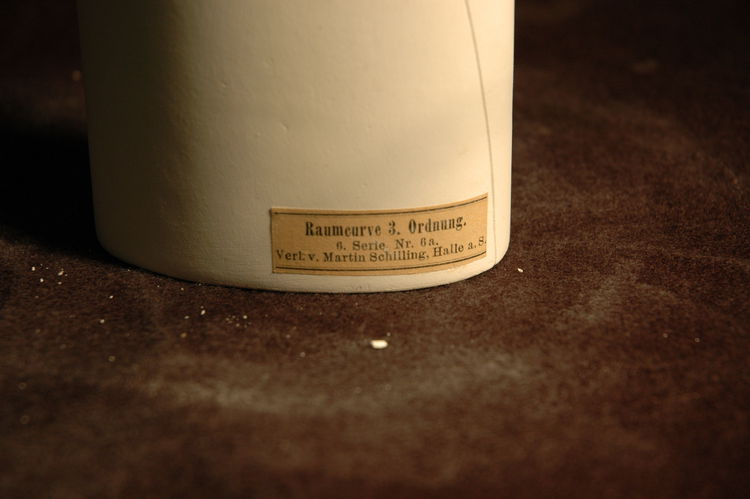 Raumcurve 3. Ordnung.
6. Serie. Nr. 6a.
Verl. v. Martin Schilling, Halle a. S.